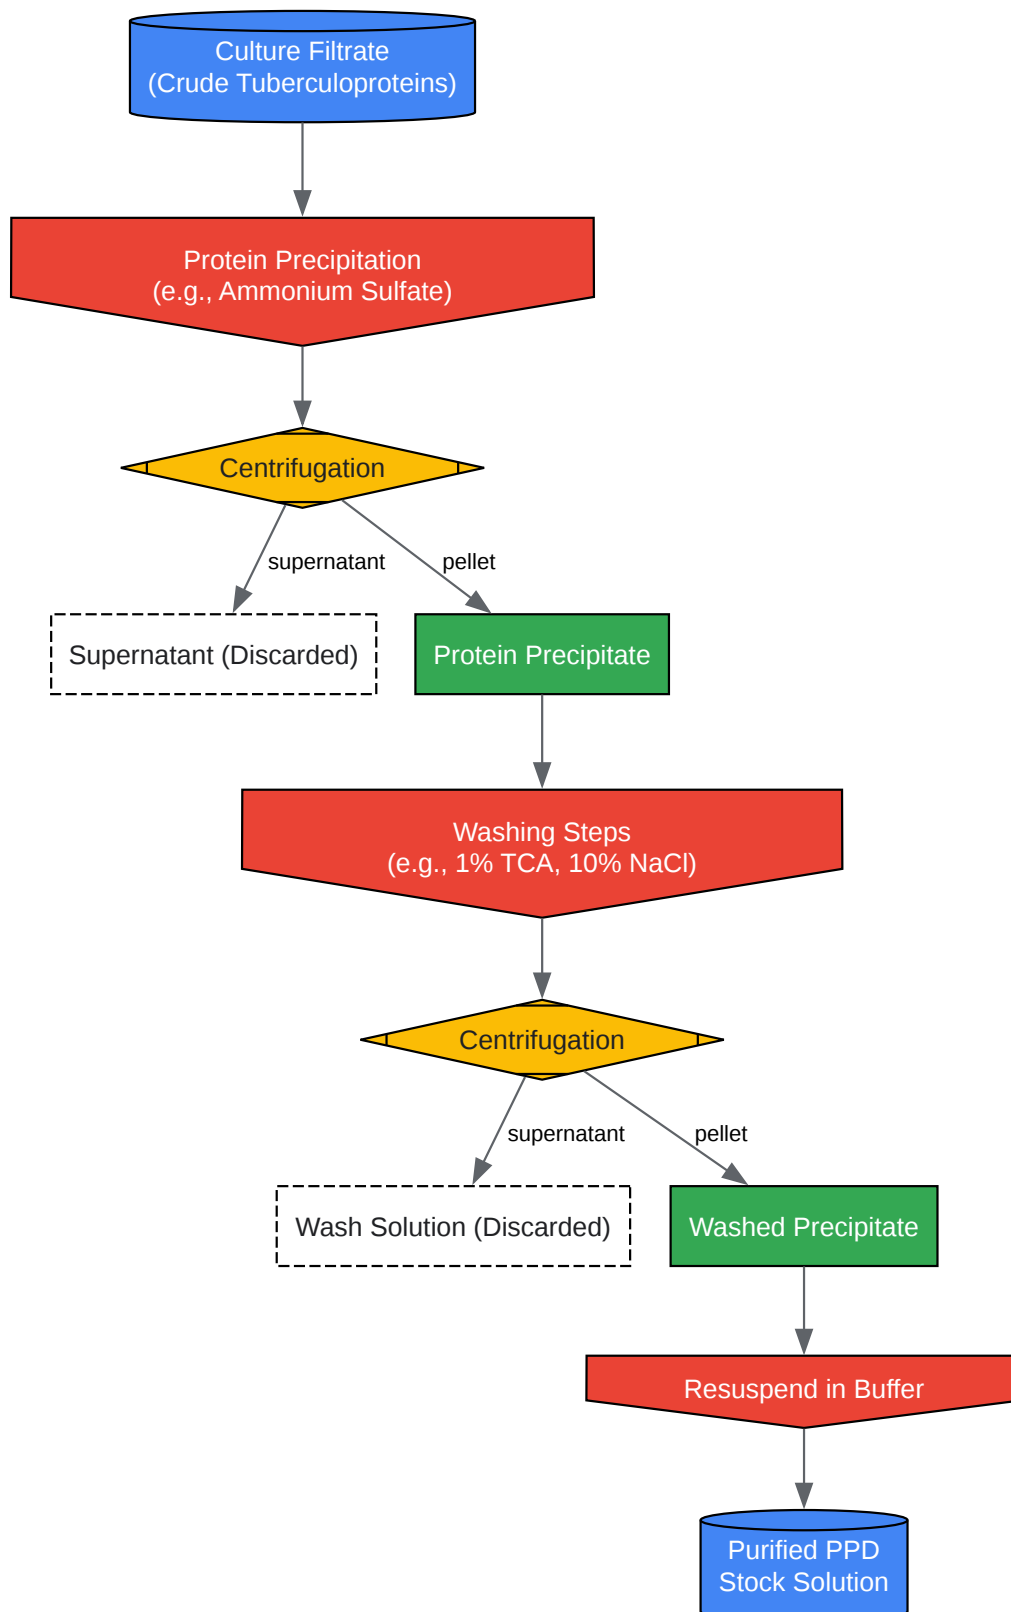 Culture Filtrate
(Crude Tuberculoproteins)
Protein Precipitation
(e.g., Ammonium Sulfate)
Centrifugation
supernatant
pellet
Supernatant (Discarded)
Protein Precipitate
Washing Steps
(e.g., 1% TCA, 10% NaCl)
Centrifugation
supernatant
pellet
Wash Solution (Discarded)
Washed Precipitate
Resuspend in Buffer
Purified PPD
Stock Solution